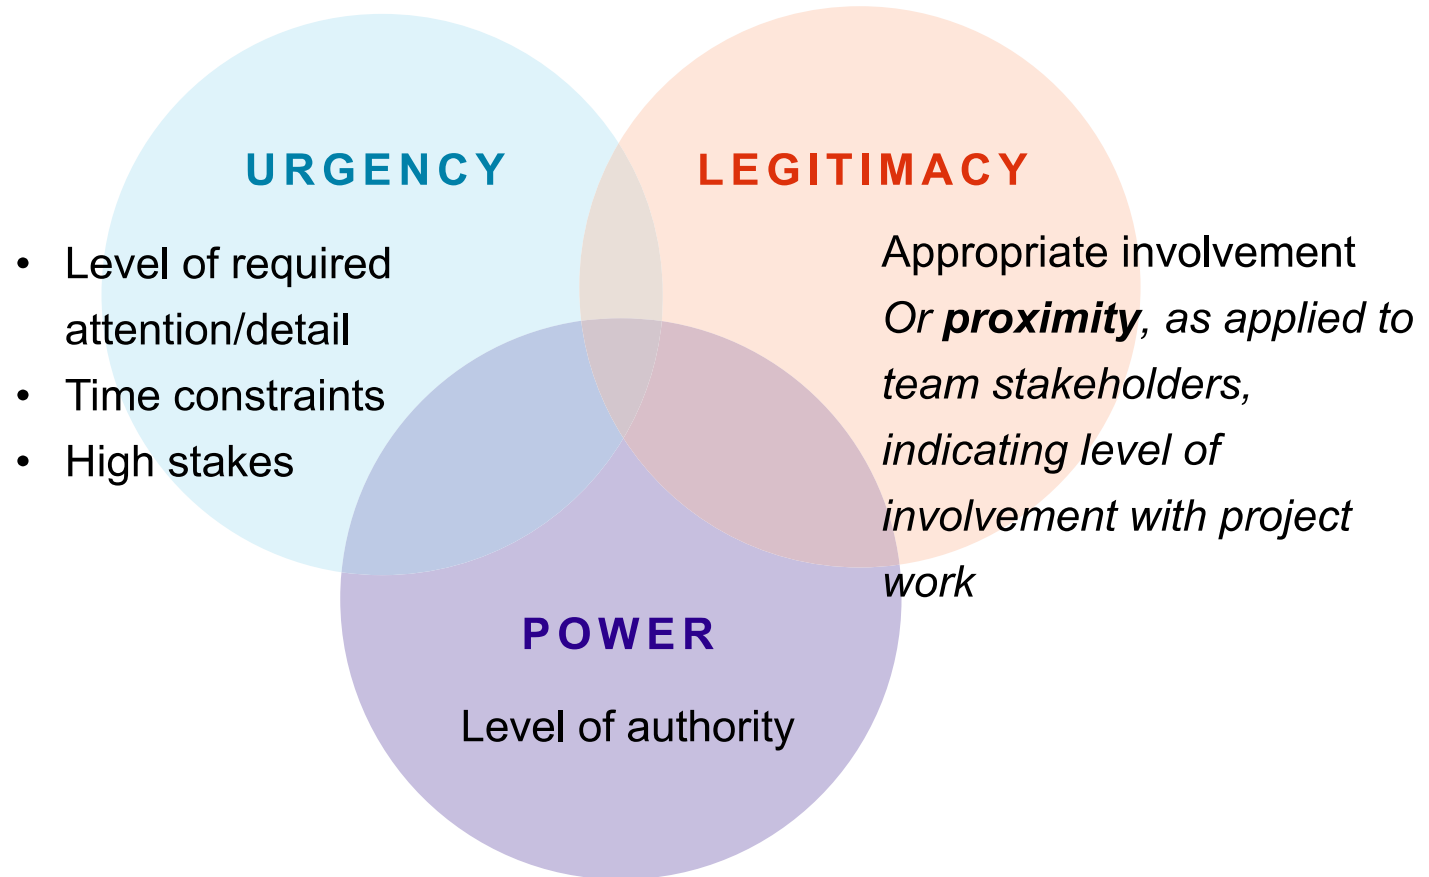 URGENCY
• Level of required
attention/detail
• Time constraints
• High stakes
LEGITIMACY
Appropriate involvement
Or proximity, as applied to
team stakeholders,
indicating level of
involvement with project
work
POWER
Level of authority